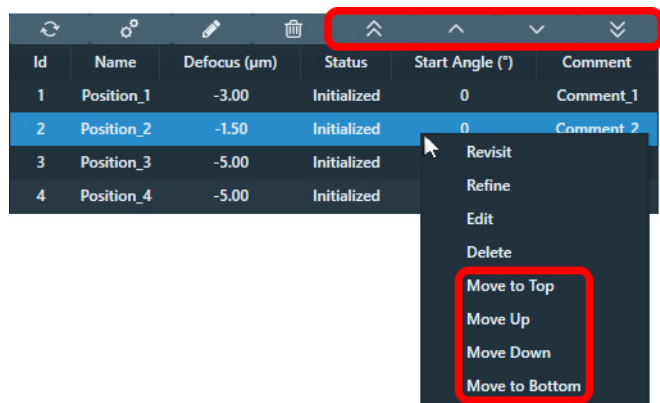 Id Name Defocus (µm) Status Start Angle (°) Comment
1 Position_1 -3.00 Initialized 0 Comment_1
2 Position_2 -1.50 Initialized 0 Comment_2
3 Position_3 -5.00 Initialized
4 Position_4 -5.00 Initialized
Revisit
Refine
Edit
Delete
Move to Top
Move Up
Move Down
Move to Bottom